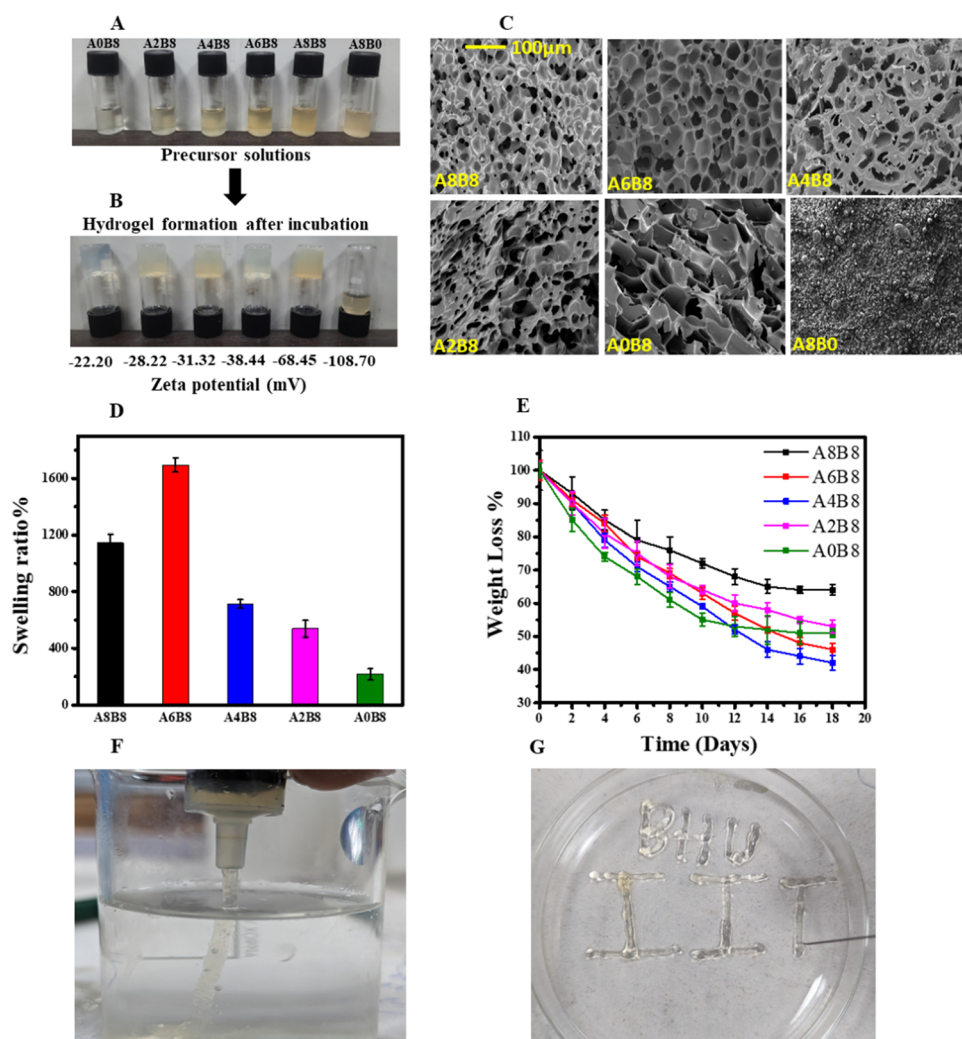 A
A0B8 A2B8 A4B8 A6B8 A8B8 A8B0
Precursor solutions
B
Hydrogel formation after incubation
-22.20 -28.22 -31.32 -38.44 -68.45 -108.70
Zeta potential (mV)
C
100μm
A8B8 A6B8 A4B8
A2B8 A0B8 A8B0
D
Swelling ratio%
1600
1200
800
400
0
A8B8 A6B8 A4B8 A2B8 A0B8
E
Weight Loss %
110
100
90
80
70
60
50
40
30
A8B8
A6B8
A4B8
A2B8
A0B8
0 2 4 6 8 10 12 14 16 18 20
Time (Days)
F
G
BHU
IIT